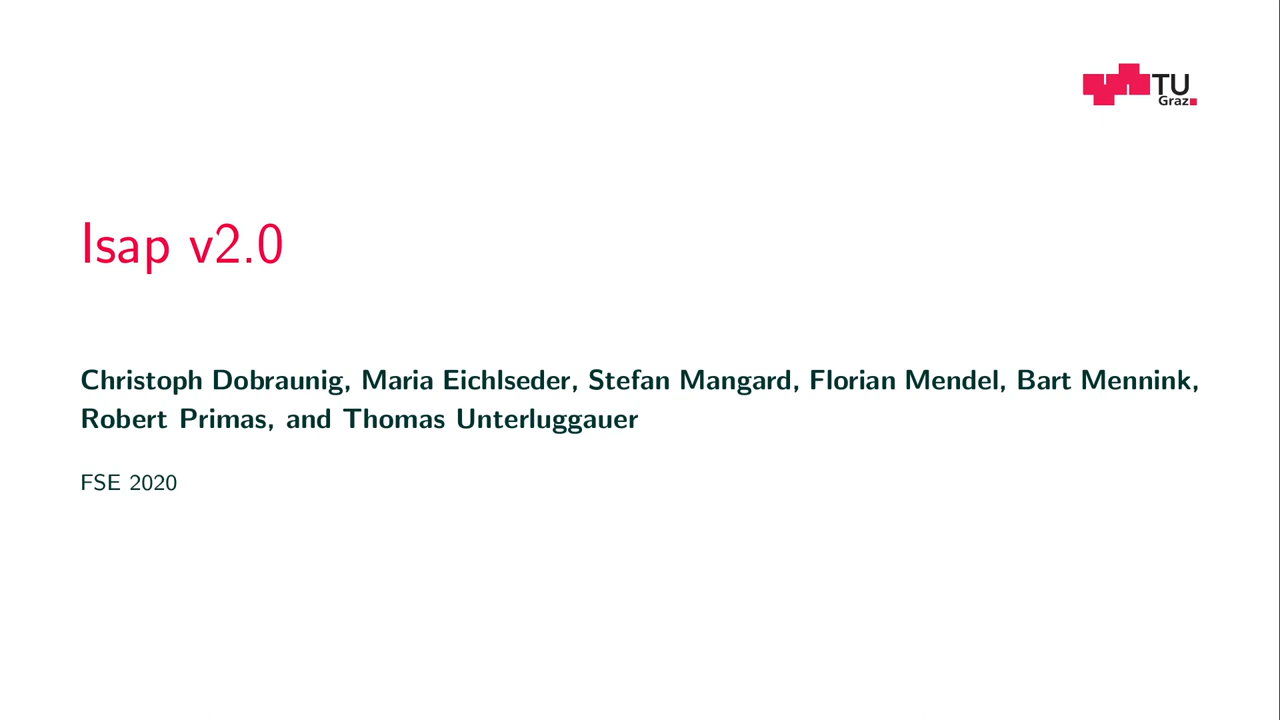 TU
Graz
Isap v2.0
Christoph Dobraunig, Maria Eichlseder, Stefan Mangard, Florian Mendel, Bart Mennink,
Robert Primas, and Thomas Unterluggauer
FSE 2020